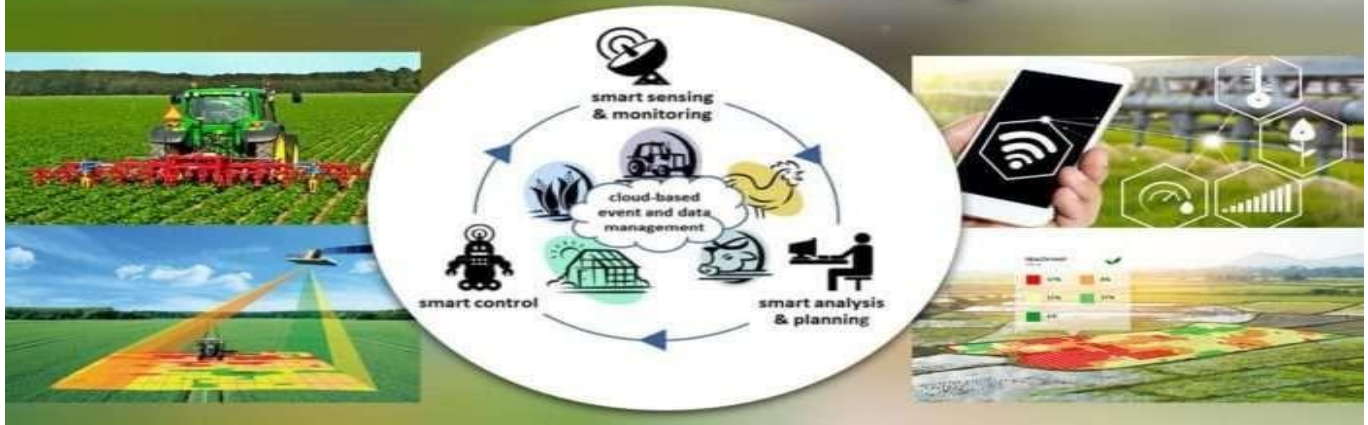 smart sensing
& monitoring
cloud-based
event and data
management
smart control
smart analysis
& planning